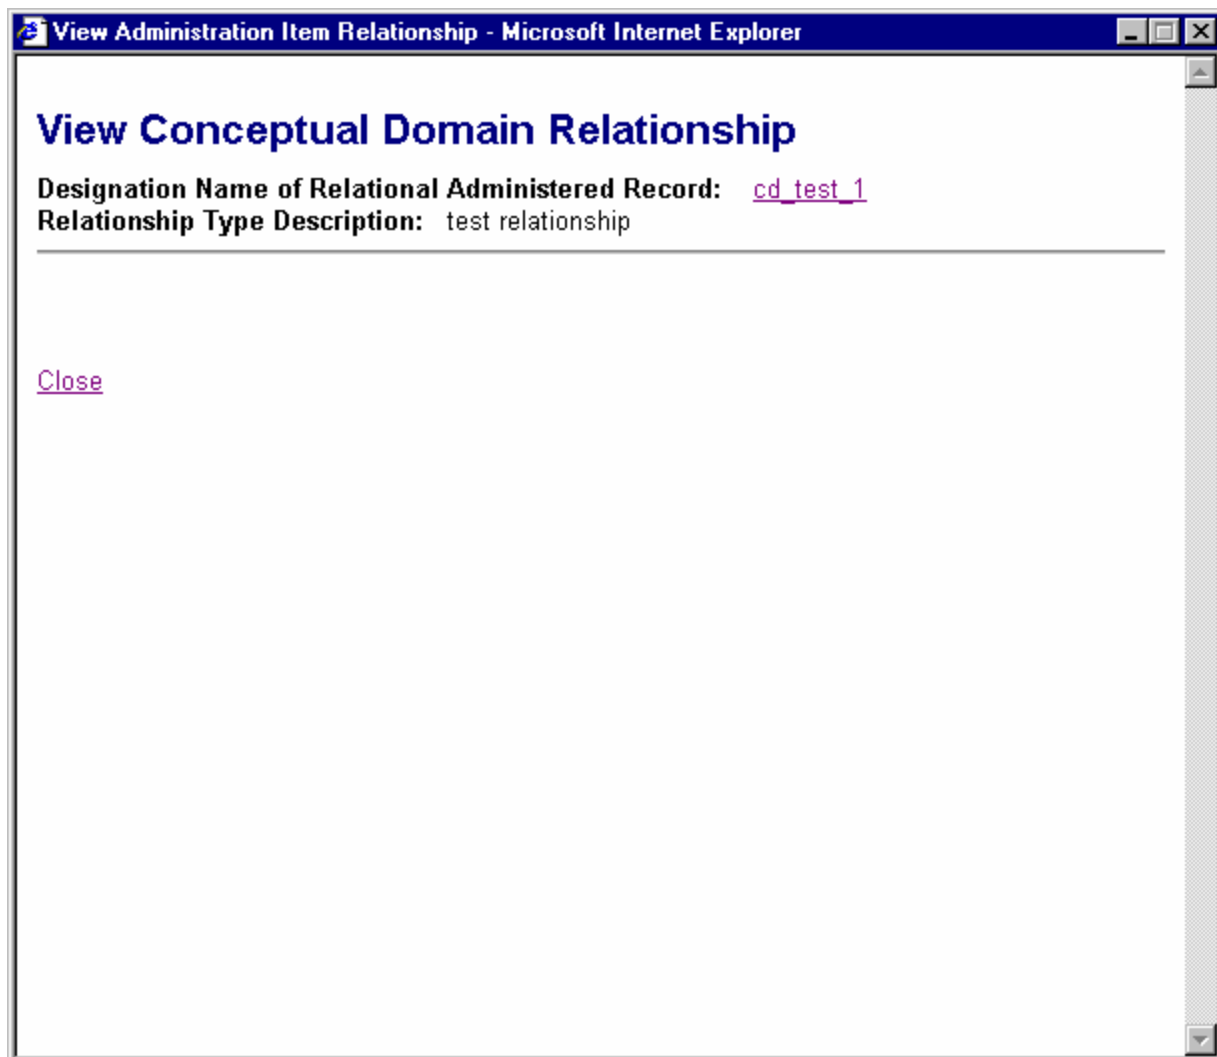 View Administration Item Relationship - Microsoft Internet Explorer
View Conceptual Domain Relationship
Designation Name of Relational Administered Record: cd_test_1
Relationship Type Description: test relationship
Close